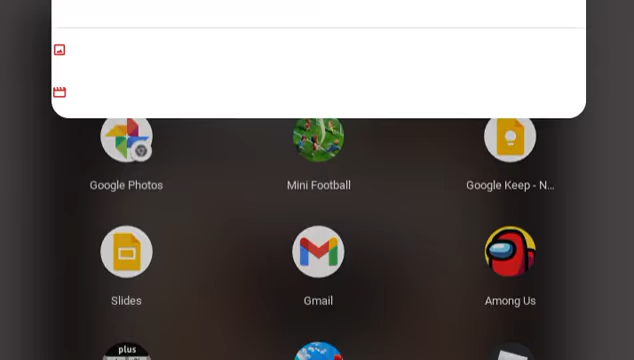 Google Photos
Mini Football
Google Keep - N...
Slides
Gmail
Among Us
plus